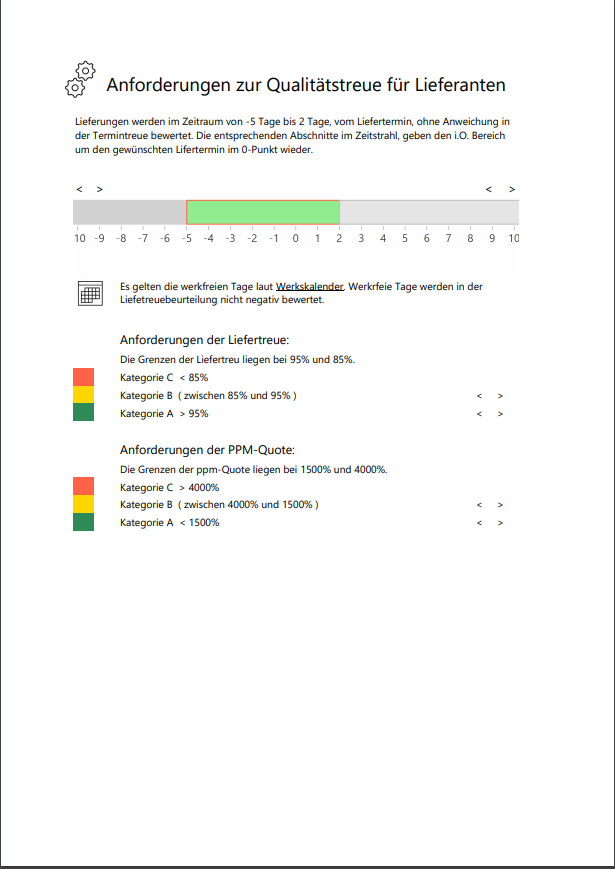 Anforderungen zur Qualitätstreue für Lieferanten
Lieferungen werden im Zeitraum von -5 Tage bis 2 Tage, vom Liefertermin, ohne Anweichung in
der Termintreue bewertet. Die entsprechenden Abschnitte im Zeitstrahl, geben den i.O. Bereich
um den gewünschten Lifertermin im 0-Punkt wieder.
< > < >
10 -9 -8 -7 -6 -5 -4 -3 -2 -1 0 1 2 3 4 5 6 7 8 9 10
Es gelten die werkfreien Tage laut Werkskalender. Werkrfeie Tage werden in der
Liefetreuebeurteilung nicht negativ bewertet.
Anforderungen der Liefertreue:
Die Grenzen der Liefertreu liegen bei 95% und 85%.
Kategorie C < 85%
Kategorie B ( zwischen 85% und 95% ) < >
Kategorie A > 95% < >
Anforderungen der PPM-Quote:
Die Grenzen der ppm-Quote liegen bei 1500% und 4000%.
Kategorie C > 4000%
Kategorie B ( zwischen 4000% und 1500% ) < >
Kategorie A < 1500% < >